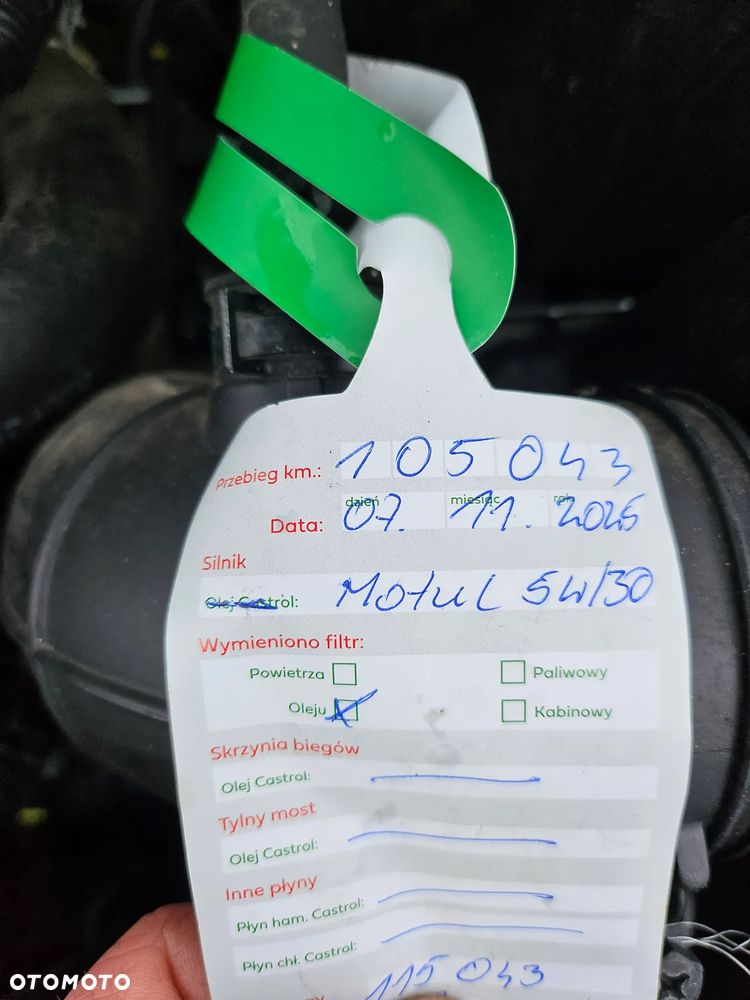 Przebieg km.: 105043
dzień miesiąc rok
Data: 07. 11. 2025
Silnik
Olej Castrol: Motul 5W/30
Wymieniono filtr:
Powietrza Paliwowy
Oleju Kabinowy
Skrzynia biegów
Olej Castrol:
Tylny most
Olej Castrol:
Inne płyny
Płyn ham. Castrol:
Płyn chł. Castrol:
115043
OTOMOTO